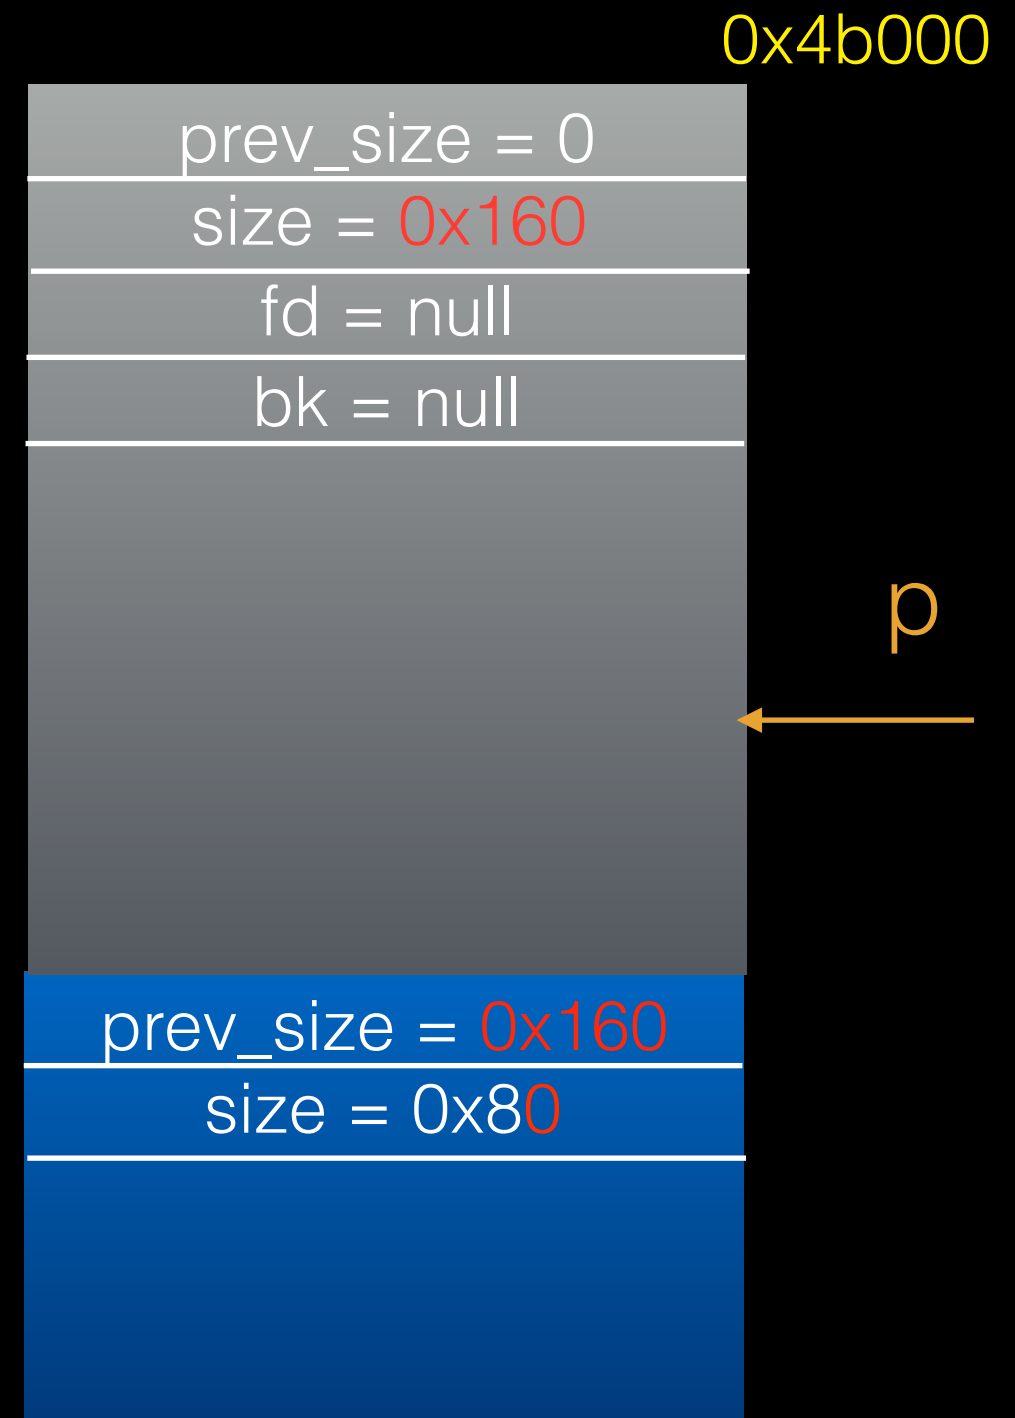 0x4b000
prev_size = 0
size = 0x160
fd = null
bk = null
p
prev_size = 0x160
size = 0x80